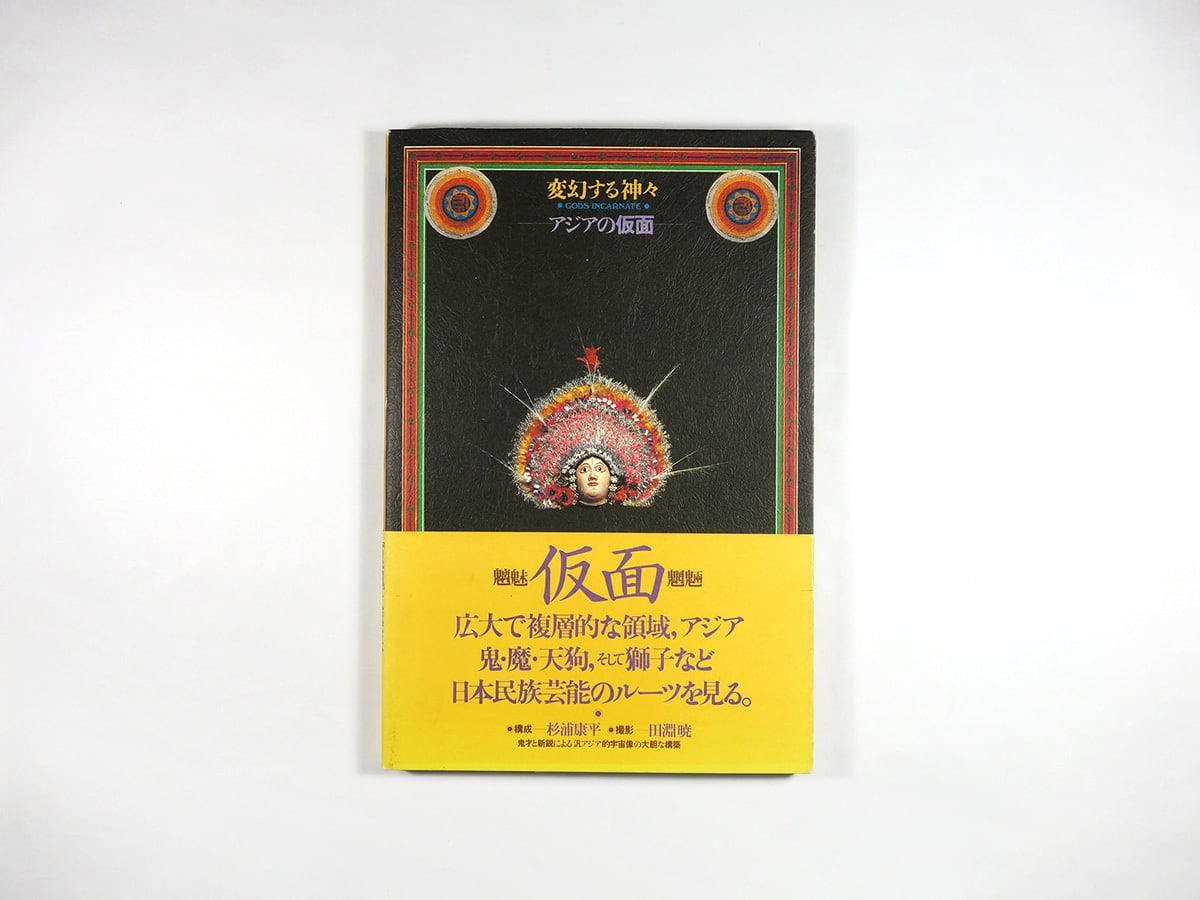 変幻する神々
GODS INCARNATE
アジアの仮面
魑魅 仮面 魍魎
広大で複層的な領域,アジア
鬼・魔・天狗,そして獅子など
日本民族芸能のルーツを見る。
構成—杉浦康平 撮影—田淵暁
鬼才と新鋭による汎アジア的宇宙像の大胆な構築